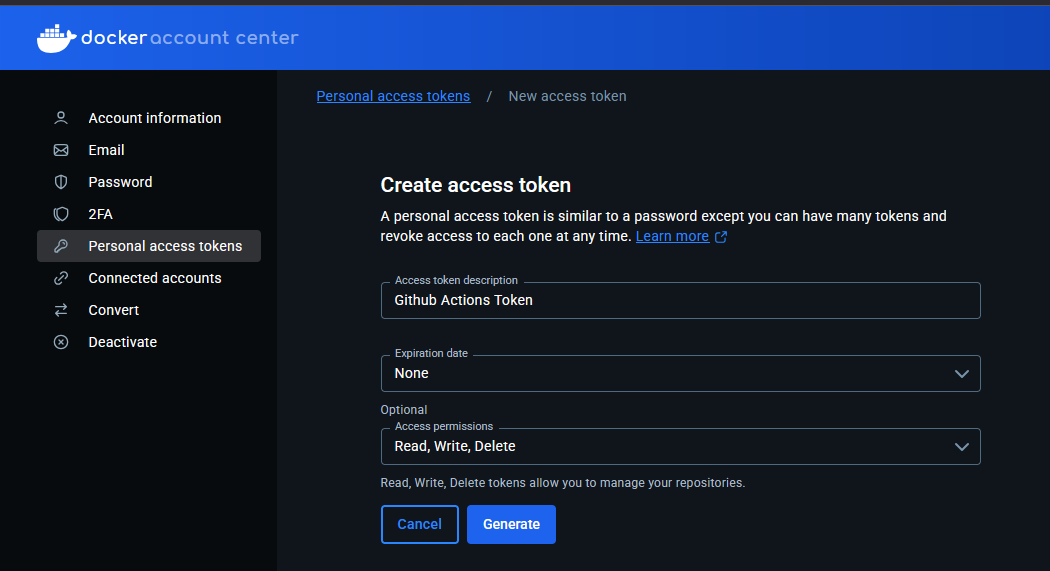 docker account center
Personal access tokens / New access token
Account information
Email
Password
2FA
Personal access tokens
Connected accounts
Convert
Deactivate
Create access token
A personal access token is similar to a password except you can have many tokens and
revoke access to each one at any time. Learn more
Access token description
Github Actions Token
Expiration date
None
Optional
Access permissions
Read, Write, Delete
Read, Write, Delete tokens allow you to manage your repositories.
Cancel Generate